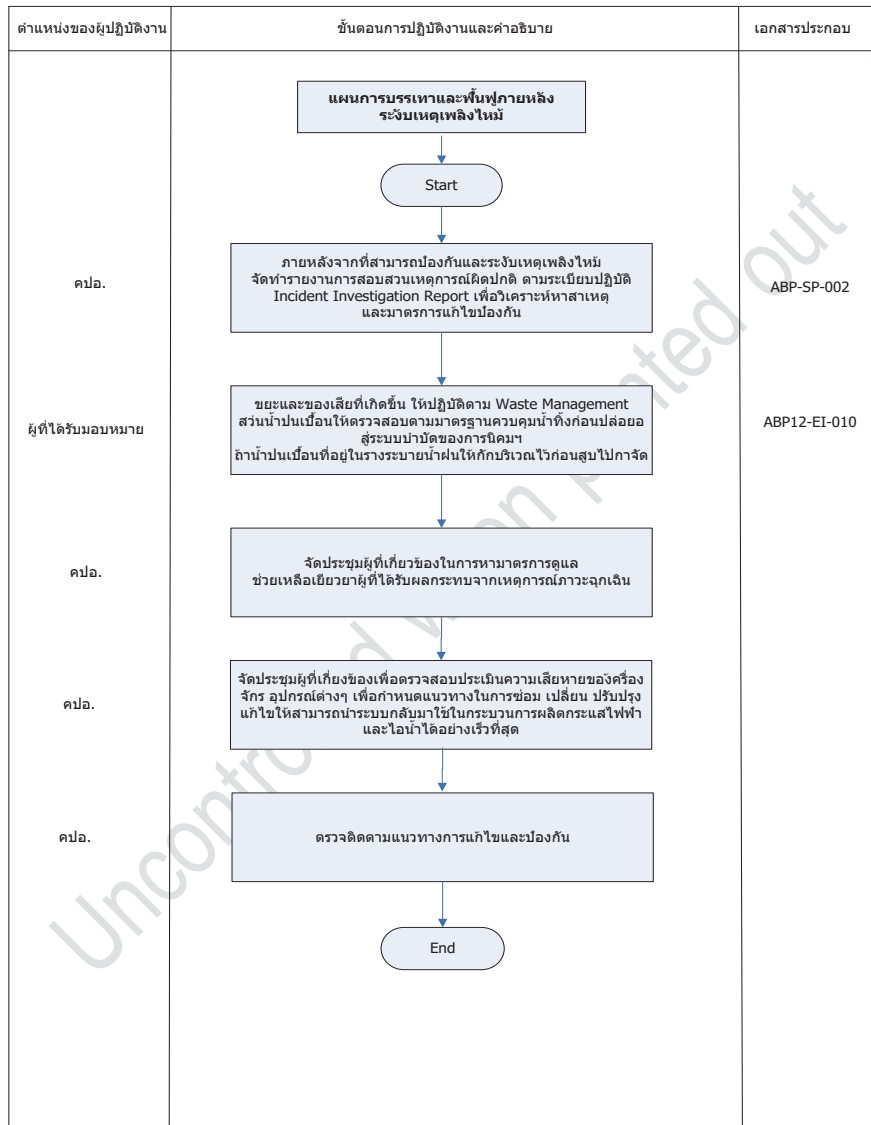 ตำแหน่งของผู้ปฏิบัติงาน
ขั้นตอนการปฏิบัติงานและคำอธิบาย
เอกสารประกอบ
แผนการบรรเทาและฟื้นฟูภายหลัง
ระงับเหตุเพลิงไหม้
Start
คปอ.
ภายหลังจากที่สามารถป้องกันและระงับเหตุเพลิงไหม้
จัดทำรายงานการสอบสวนเหตุการณ์ผิดปกติ ตามระเบียบปฏิบัติ
Incident Investigation Report เพื่อวิเคราะห์หาสาเหตุ
และมาตรการแก้ไขป้องกัน
ABP-SP-002
ผู้ที่ได้รับมอบหมาย
ขยะและของเสียที่เกิดขึ้น ให้ปฏิบัติตาม Waste Management
สว่นน้ำปนเปื้อนให้ตรวจสอบตามมาตรฐานควบคุมน้ำทิ้งก่อนปล่อยอ
สู่ระบบบำบัดของการนิคมฯ
ถ้าน้ำปนเปื้อนที่อยู่ในรางระบายน้ำฝนให้กักบริเวณไว้ก่อนสูบไปกาจัด
ABP12-EI-010
คปอ.
จัดประชุมผู้ที่เกี่ยวข้องในการหามาตรการดูแล
ช่วยเหลือเยียวยาผู้ที่ได้รับผลกระทบจากเหตุการณ์ภาวะฉุกเฉิน
คปอ.
จัดประชุมผู้ที่เกี่ยงข้องเพื่อตรวจสอบประเมินความเสียหายของเครื่อง
จักร อุปกรณ์ต่างๆ เพื่อกำหนดแนวทางในการซ่อม เปลี่ยน ปรับปรุง
แก้ไขให้สามารถนำระบบกลับมาใช้ในกระบวนการผลิตกระแสไฟฟ้า
และไอน้ำได้อย่างเร็วที่สุด
คปอ.
ตรวจติดตามแนวทางการแก้ไขและป้องกัน
End
Uncontrolled when printed out